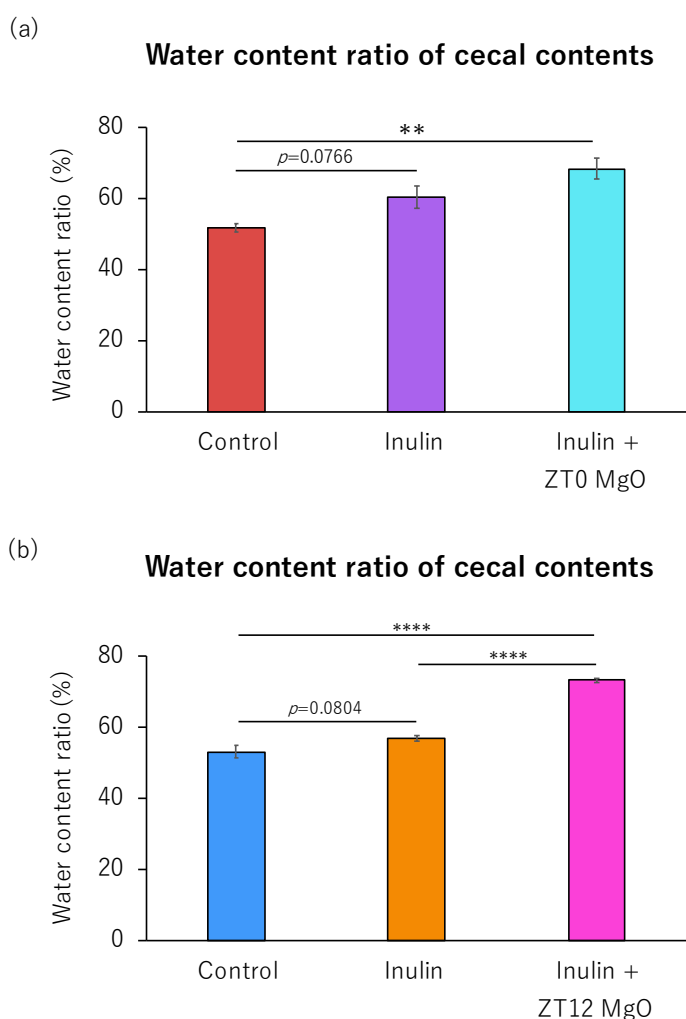 (a)
Water content ratio of cecal contents
Water content ratio (%)
80
60
40
20
0
**
p=0.0766
Control
Inulin
Inulin +
ZT0 MgO
(b)
Water content ratio of cecal contents
Water content ratio (%)
80
60
40
20
0
****
****
p=0.0804
Control
Inulin
Inulin +
ZT12 MgO